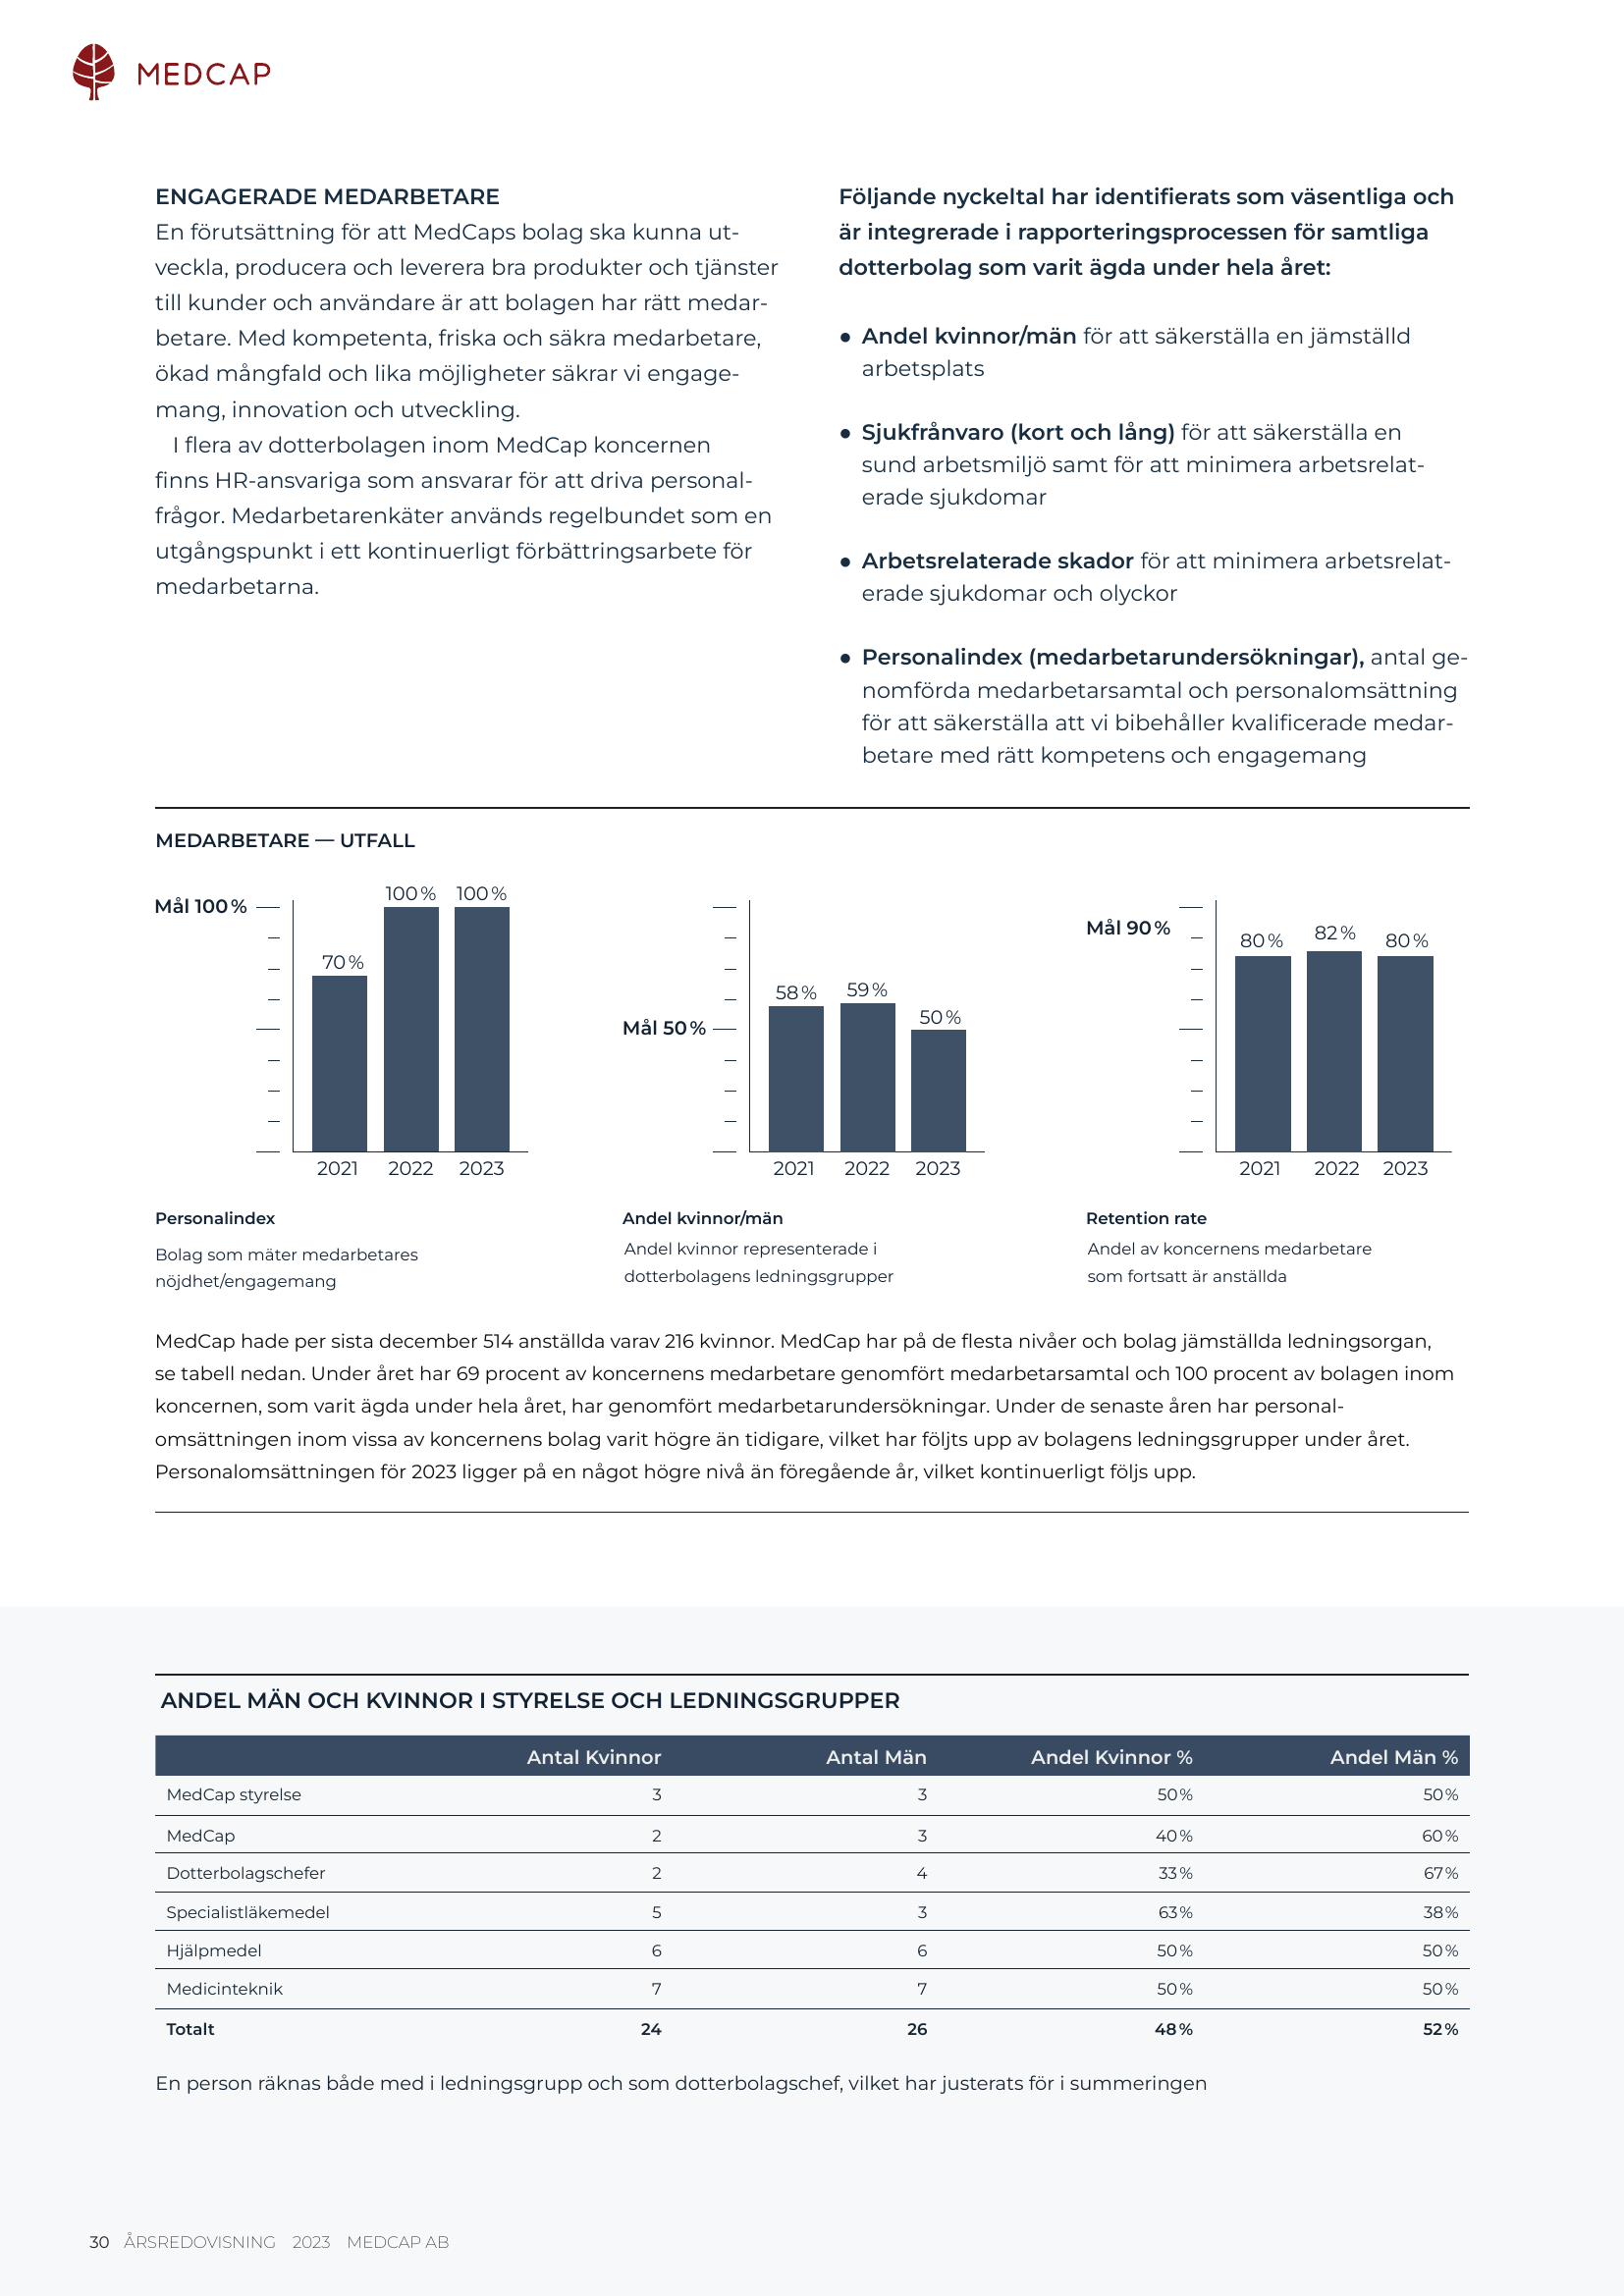 MEDCAP
ENGAGERADE MEDARBETARE
En förutsättning för att MedCaps bolag ska kunna ut-
veckla, producera och leverera bra produkter och tjänster
till kunder och användare är att bolagen har rätt medar-
betare. Med kompetenta, friska och säkra medarbetare,
ökad mångfald och lika möjligheter säkrar vi engage-
mang, innovation och utveckling.
I flera av dotterbolagen inom MedCap koncernen
finns HR-ansvariga som ansvarar för att driva personal-
frågor. Medarbetarenkäter används regelbundet som en
utgångspunkt i ett kontinuerligt förbättringsarbete för
medarbetarna.
Följande nyckeltal har identifierats som väsentliga och
är integrerade i rapporteringsprocessen för samtliga
dotterbolag som varit ägda under hela året:
● Andel kvinnor/män för att säkerställa en jämställd
arbetsplats
● Sjukfrånvaro (kort och lång) för att säkerställa en
sund arbetsmiljö samt för att minimera arbetsrelat-
erade sjukdomar
● Arbetsrelaterade skador för att minimera arbetsrelat-
erade sjukdomar och olyckor
● Personalindex (medarbetarundersökningar), antal ge-
nomförda medarbetarsamtal och personalomsättning
för att säkerställa att vi bibehåller kvalificerade medar-
betare med rätt kompetens och engagemang
MEDARBETARE — UTFALL
Mål 100 %
70 %
100 %
100 %
2021 2022 2023
Personalindex
Bolag som mäter medarbetares
nöjdhet/engagemang
Mål 50 %
58 %
59 %
50 %
2021 2022 2023
Andel kvinnor/män
Andel kvinnor representerade i
dotterbolagens ledningsgrupper
Mål 90 %
80 %
82 %
80 %
2021 2022 2023
Retention rate
Andel av koncernens medarbetare
som fortsatt är anställda
MedCap hade per sista december 514 anställda varav 216 kvinnor. MedCap har på de flesta nivåer och bolag jämställda ledningsorgan,
se tabell nedan. Under året har 69 procent av koncernens medarbetare genomfört medarbetarsamtal och 100 procent av bolagen inom
koncernen, som varit ägda under hela året, har genomfört medarbetarundersökningar. Under de senaste åren har personal-
omsättningen inom vissa av koncernens bolag varit högre än tidigare, vilket har följts upp av bolagens ledningsgrupper under året.
Personalomsättningen för 2023 ligger på en något högre nivå än föregående år, vilket kontinuerligt följs upp.
ANDEL MÄN OCH KVINNOR I STYRELSE OCH LEDNINGSGRUPPER
Antal Kvinnor Antal Män Andel Kvinnor % Andel Män %
MedCap styrelse 3 3 50 % 50 %
MedCap 2 3 40 % 60 %
Dotterbolagschefer 2 4 33 % 67 %
Specialistläkemedel 5 3 63 % 38 %
Hjälpmedel 6 6 50 % 50 %
Medicinteknik 7 7 50 % 50 %
Totalt 24 26 48 % 52 %
En person räknas både med i ledningsgrupp och som dotterbolagschef, vilket har justerats för i summeringen
30 ÅRSREDOVISNING 2023 MEDCAP AB